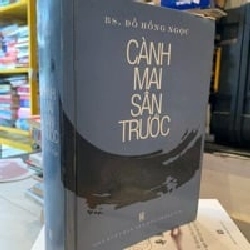 BS. ĐỖ HỒNG NGỌC
CÀNH
MAI
SÂN
TRƯỚC